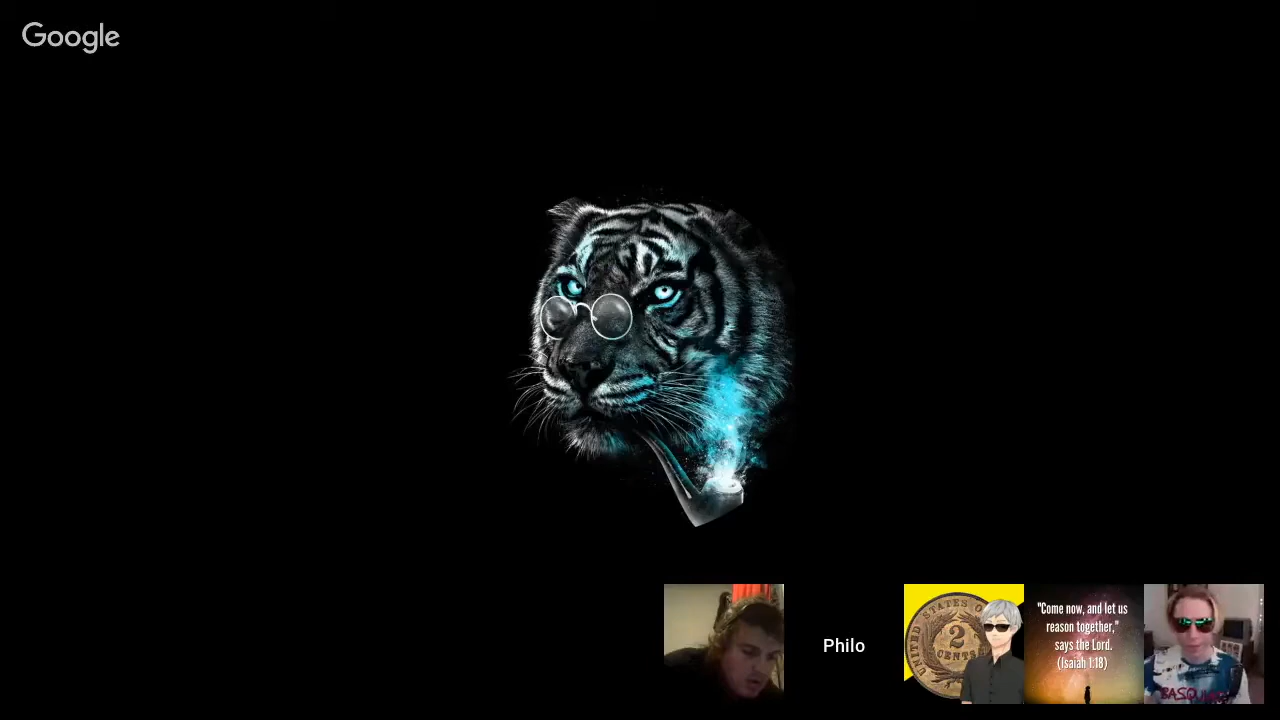 Google
Philo
UNITED STATES O
2
CENTS
"Come now, and let us
reason together,"
says the Lord.
(Isaiah 1:18)